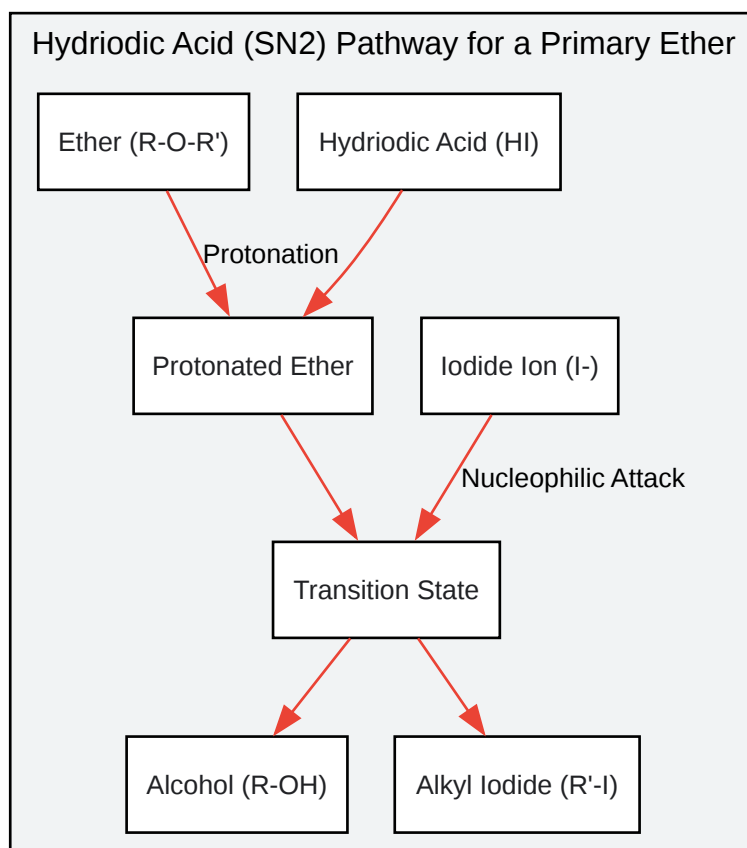 Hydriodic Acid (SN2) Pathway for a Primary Ether
Ether (R-O-R')
Hydriodic Acid (HI)
Protonation
Protonated Ether
Iodide Ion (I-)
Nucleophilic Attack
Transition State
Alcohol (R-OH)
Alkyl Iodide (R'-I)